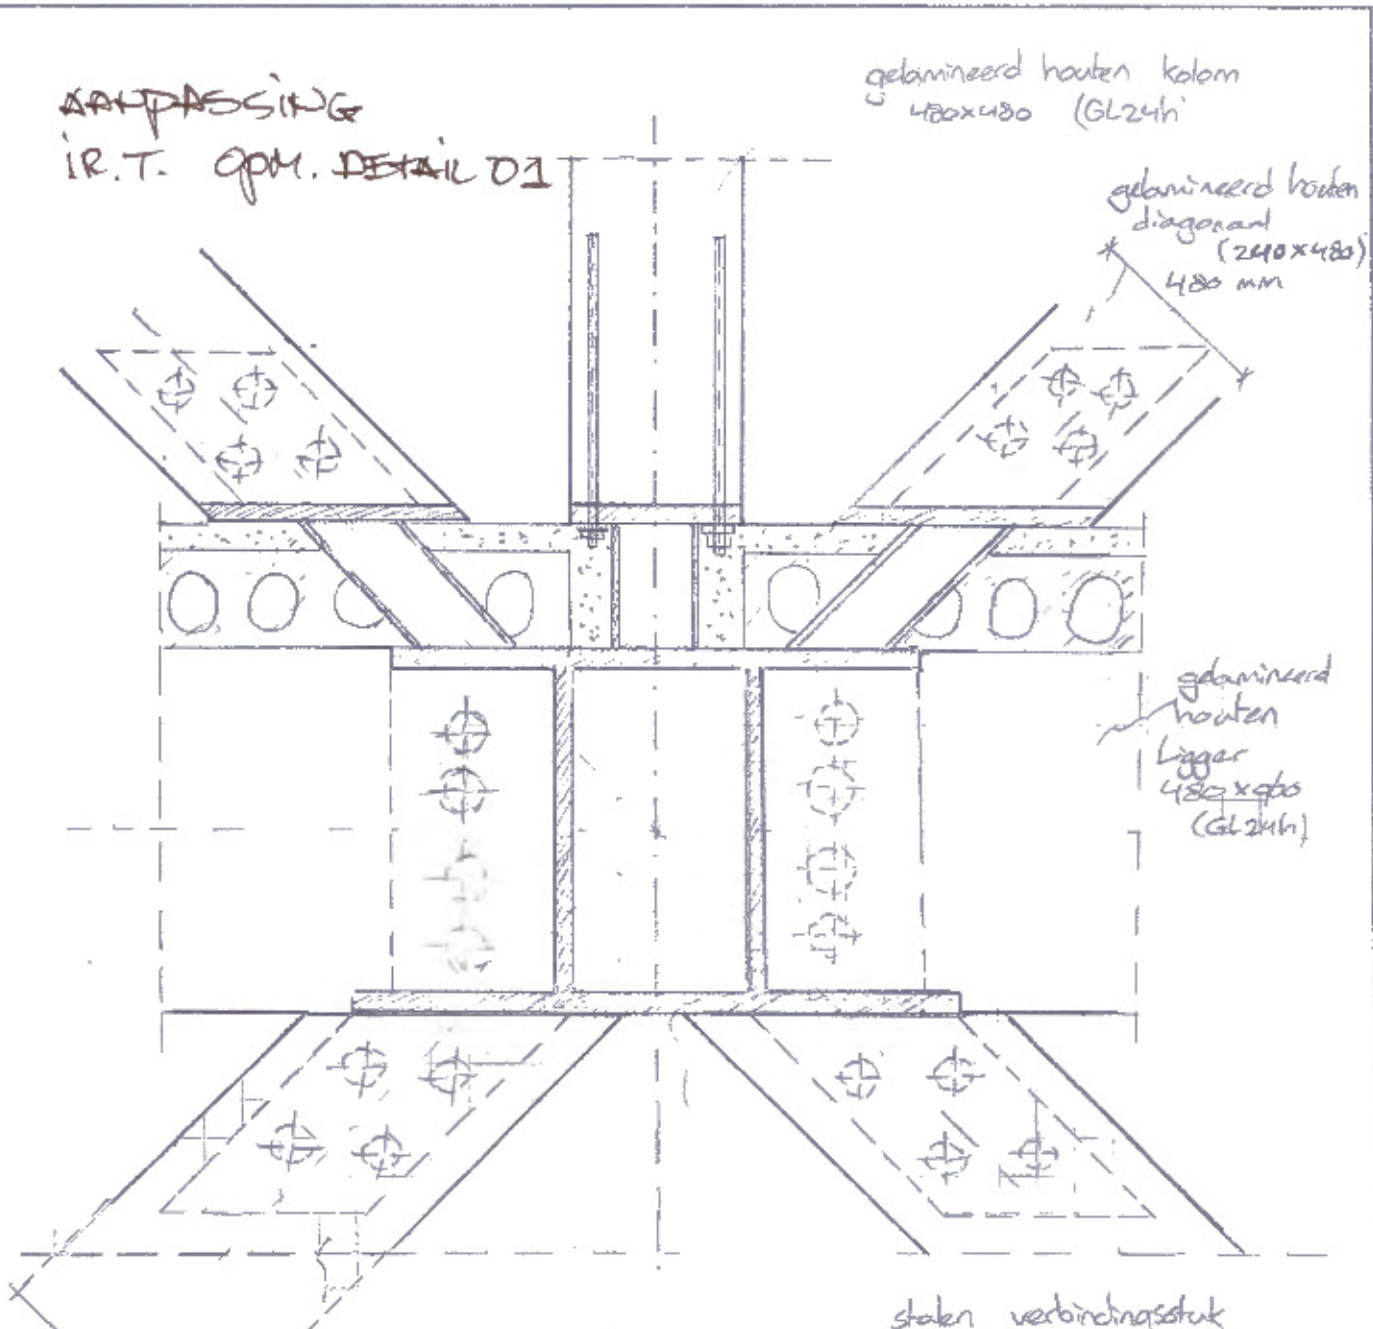 AANPASSING
i.R.T. OPM. DETAIL 01
gelamineerd houten kolom
480x480 (GL24h
gelamineerd houten
diagonaal
(240x480)
480 mm
gelamineerd
houten
Ligger
480x960
(GL24h)
stalen verbindingsstuk